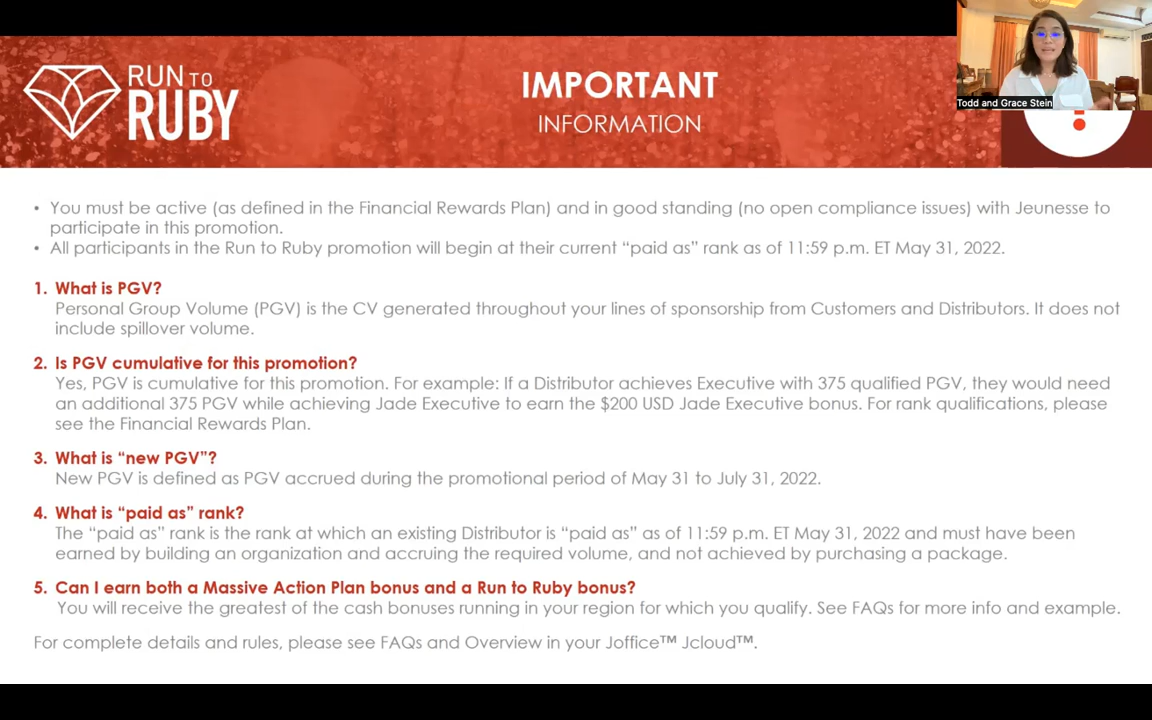 RUN TO
RUBY
IMPORTANT
INFORMATION
Todd and Grace Stein
• You must be active (as defined in the Financial Rewards Plan) and in good standing (no open compliance issues) with Jeunesse to
participate in this promotion.
• All participants in the Run to Ruby promotion will begin at their current “paid as” rank as of 11:59 p.m. ET May 31, 2022.
1. What is PGV?
Personal Group Volume (PGV) is the CV generated throughout your lines of sponsorship from Customers and Distributors. It does not
include spillover volume.
2. Is PGV cumulative for this promotion?
Yes, PGV is cumulative for this promotion. For example: If a Distributor achieves Executive with 375 qualified PGV, they would need
an additional 375 PGV while achieving Jade Executive to earn the $200 USD Jade Executive bonus. For rank qualifications, please
see the Financial Rewards Plan.
3. What is “new PGV”?
New PGV is defined as PGV accrued during the promotional period of May 31 to July 31, 2022.
4. What is “paid as” rank?
The “paid as” rank is the rank at which an existing Distributor is “paid as” as of 11:59 p.m. ET May 31, 2022 and must have been
earned by building an organization and accruing the required volume, and not achieved by purchasing a package.
5. Can I earn both a Massive Action Plan bonus and a Run to Ruby bonus?
You will receive the greatest of the cash bonuses running in your region for which you qualify. See FAQs for more info and example.
For complete details and rules, please see FAQs and Overview in your Joffice™ Jcloud™.